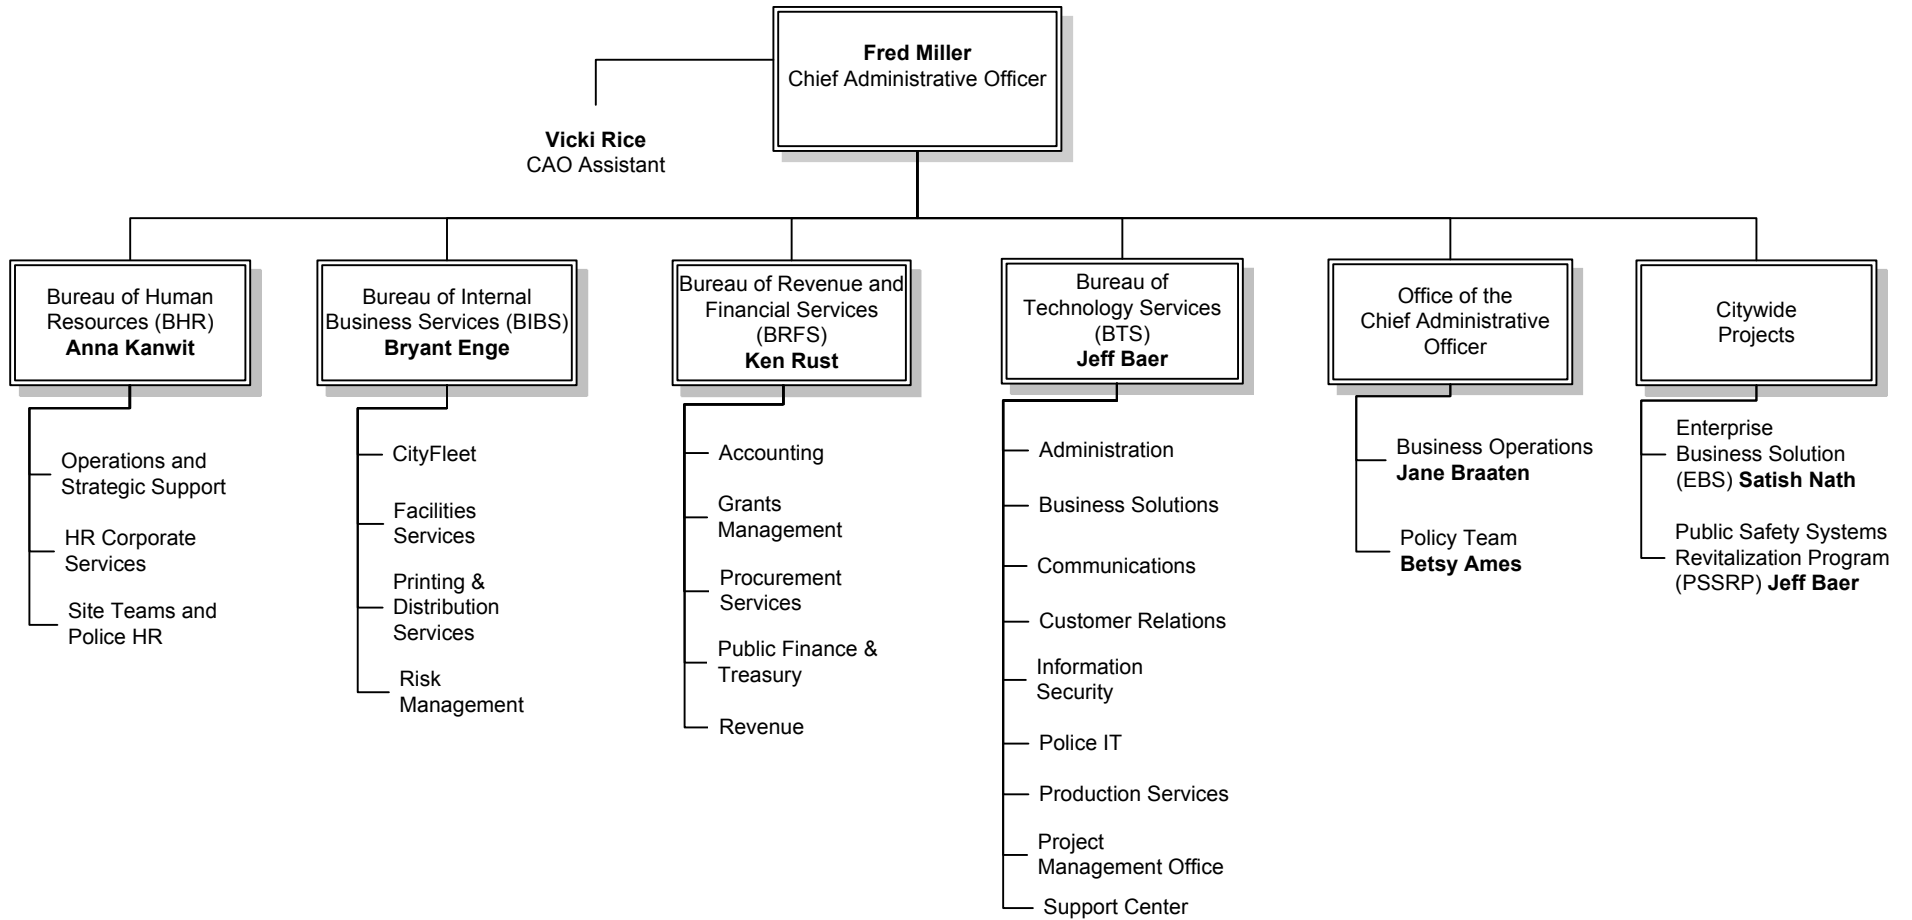 Fred Miller
Chief Administrative Officer
Vicki Rice
CAO Assistant
Bureau of Human
Resources (BHR)
Anna Kanwit
Operations and
Strategic Support
HR Corporate
Services
Site Teams and
Police HR
Bureau of Internal
Business Services (BIBS)
Bryant Enge
CityFleet
Facilities
Services
Printing &
Distribution
Services
Risk
Management
Bureau of Revenue and
Financial Services
(BRFS)
Ken Rust
Accounting
Grants
Management
Procurement
Services
Public Finance &
Treasury
Revenue
Bureau of
Technology Services
(BTS)
Jeff Baer
Administration
Business Solutions
Communications
Customer Relations
Information
Security
Police IT
Production Services
Project
Management Office
Support Center
Office of the
Chief Administrative
Officer
Business Operations
Jane Braaten
Policy Team
Betsy Ames
Citywide
Projects
Enterprise
Business Solution
(EBS) Satish Nath
Public Safety Systems
Revitalization Program
(PSSRP) Jeff Baer